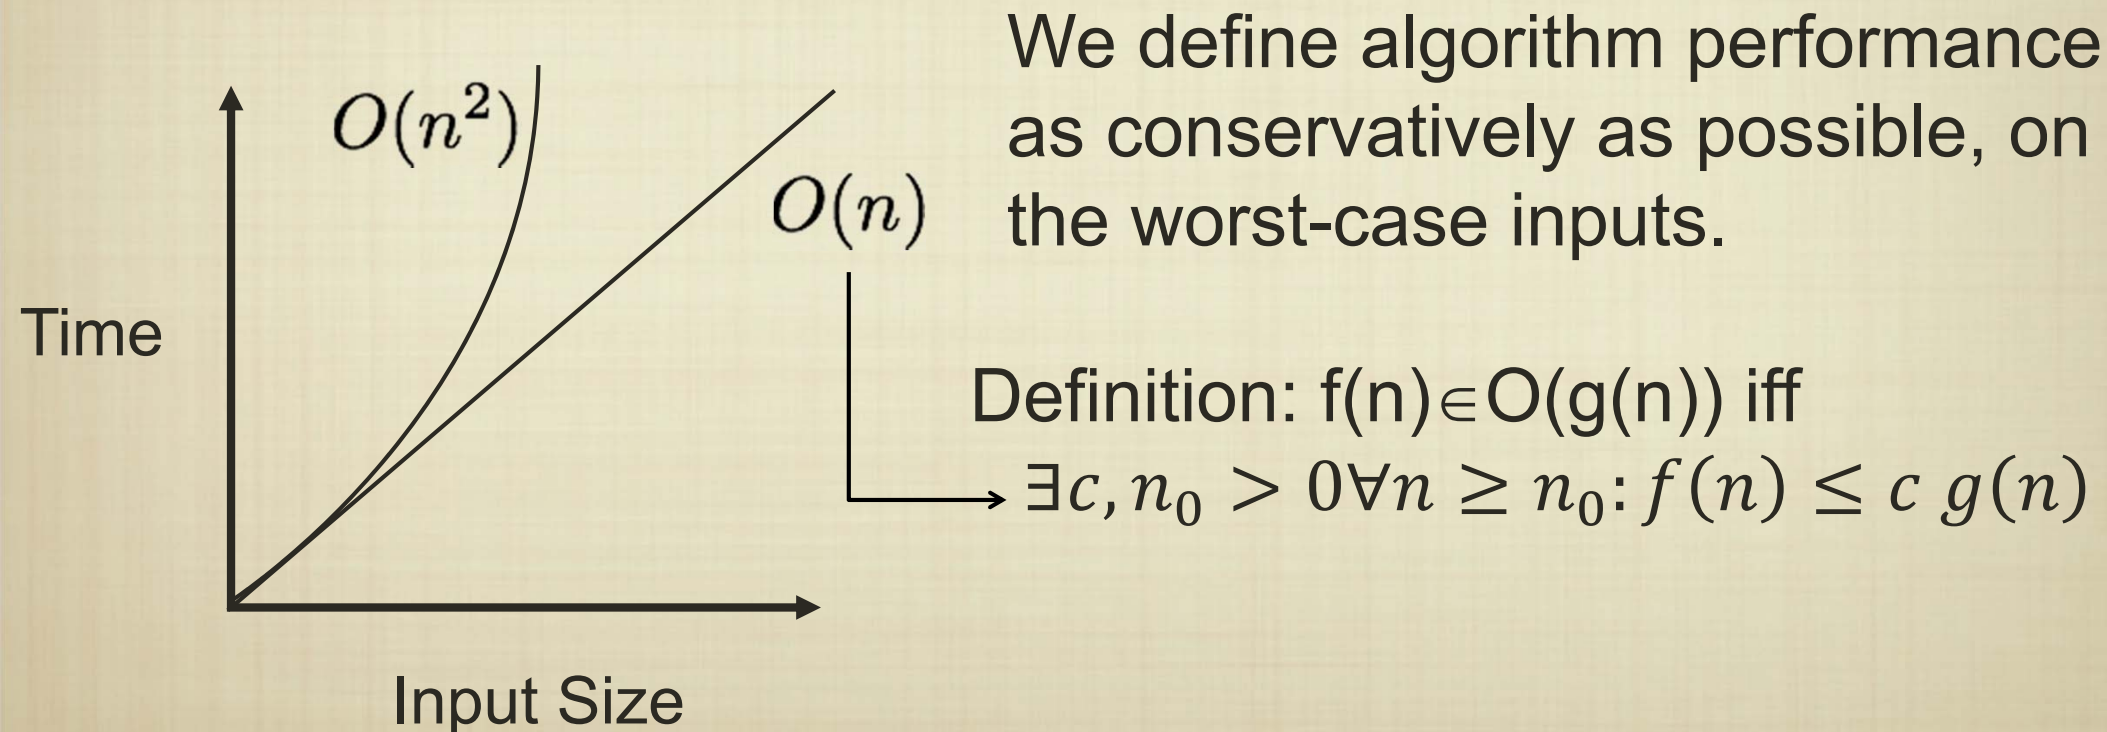 We define algorithm performance
as conservatively as possible, on
the worst-case inputs.
O(n²)
O(n)
Time
Input Size
Definition: f(n)∈O(g(n)) iff
∃c, n₀ > 0∀n ≥ n₀: f(n) ≤ c g(n)